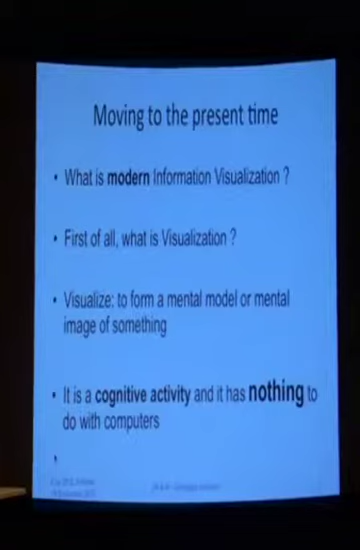 Moving to the present time
• What is modern Information Visualization ?
• First of all, what is Visualization ?
• Visualize: to form a mental model or mental
image of something
• It is a cognitive activity and it has nothing to
do with computers